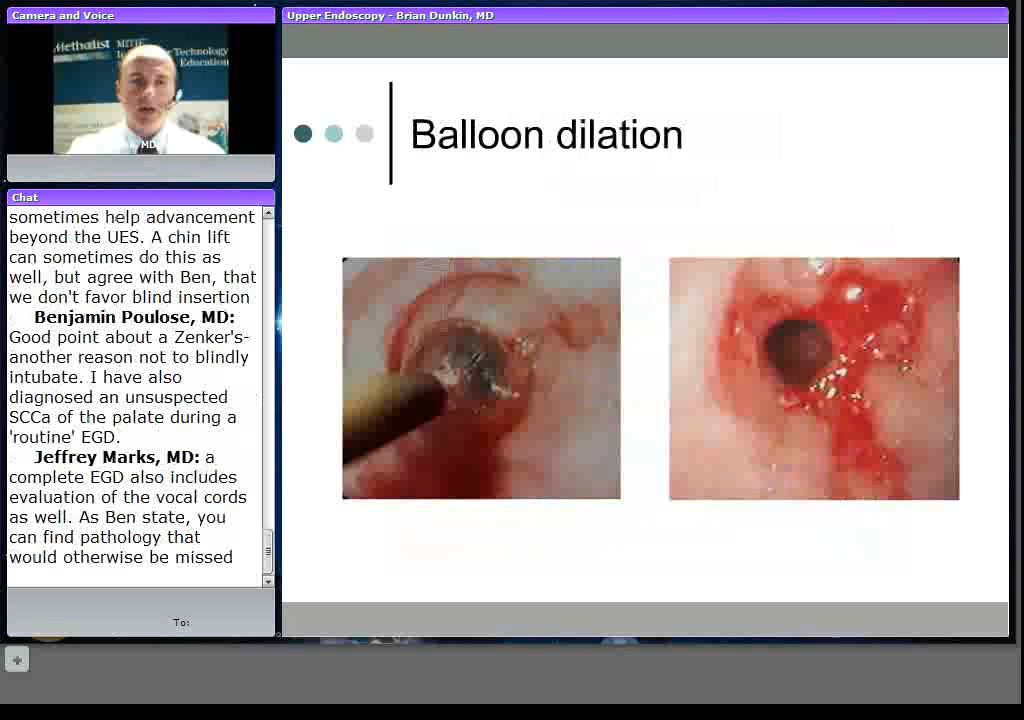 Camera and Voice
Upper Endoscopy - Brian Dunkin, MD
Methodist
Technology
Education
MD
Balloon dilation
Chat
sometimes help advancement
beyond the UES. A chin lift
can sometimes do this as
well, but agree with Ben, that
we don't favor blind insertion
Benjamin Poulose, MD:
Good point about a Zenker's-
another reason not to blindly
intubate. I have also
diagnosed an unsuspected
SCCa of the palate during a
'routine' EGD.
Jeffrey Marks, MD: a
complete EGD also includes
evaluation of the vocal cords
as well. As Ben state, you
can find pathology that
would otherwise be missed
To: